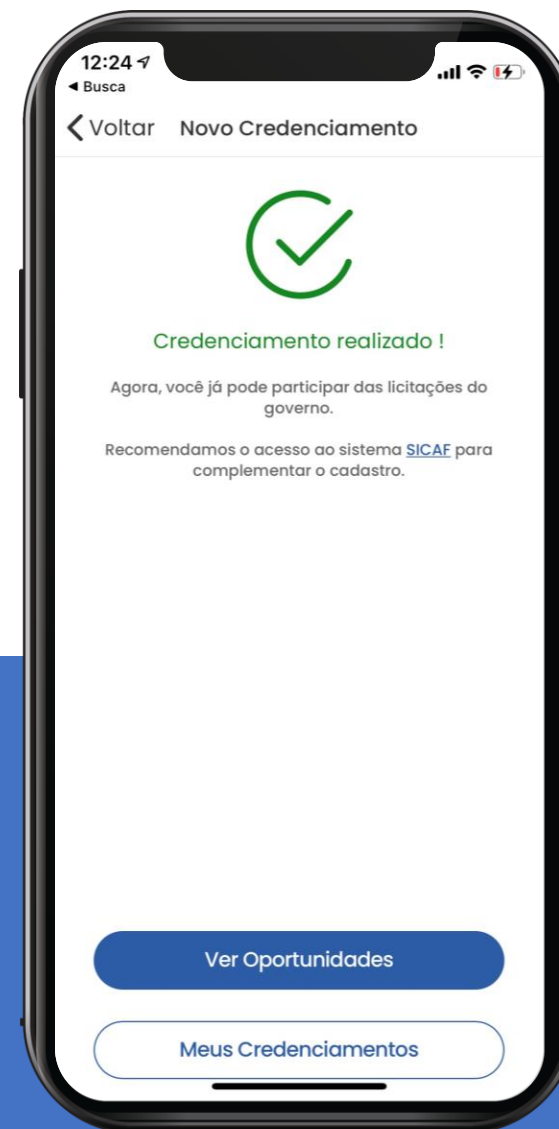 12:24
◄ Busca
Voltar Novo Credenciamento
Credenciamento realizado !
Agora, você já pode participar das licitações do
governo.
Recomendamos o acesso ao sistema SICAF para
complementar o cadastro.
Ver Oportunidades
Meus Credenciamentos